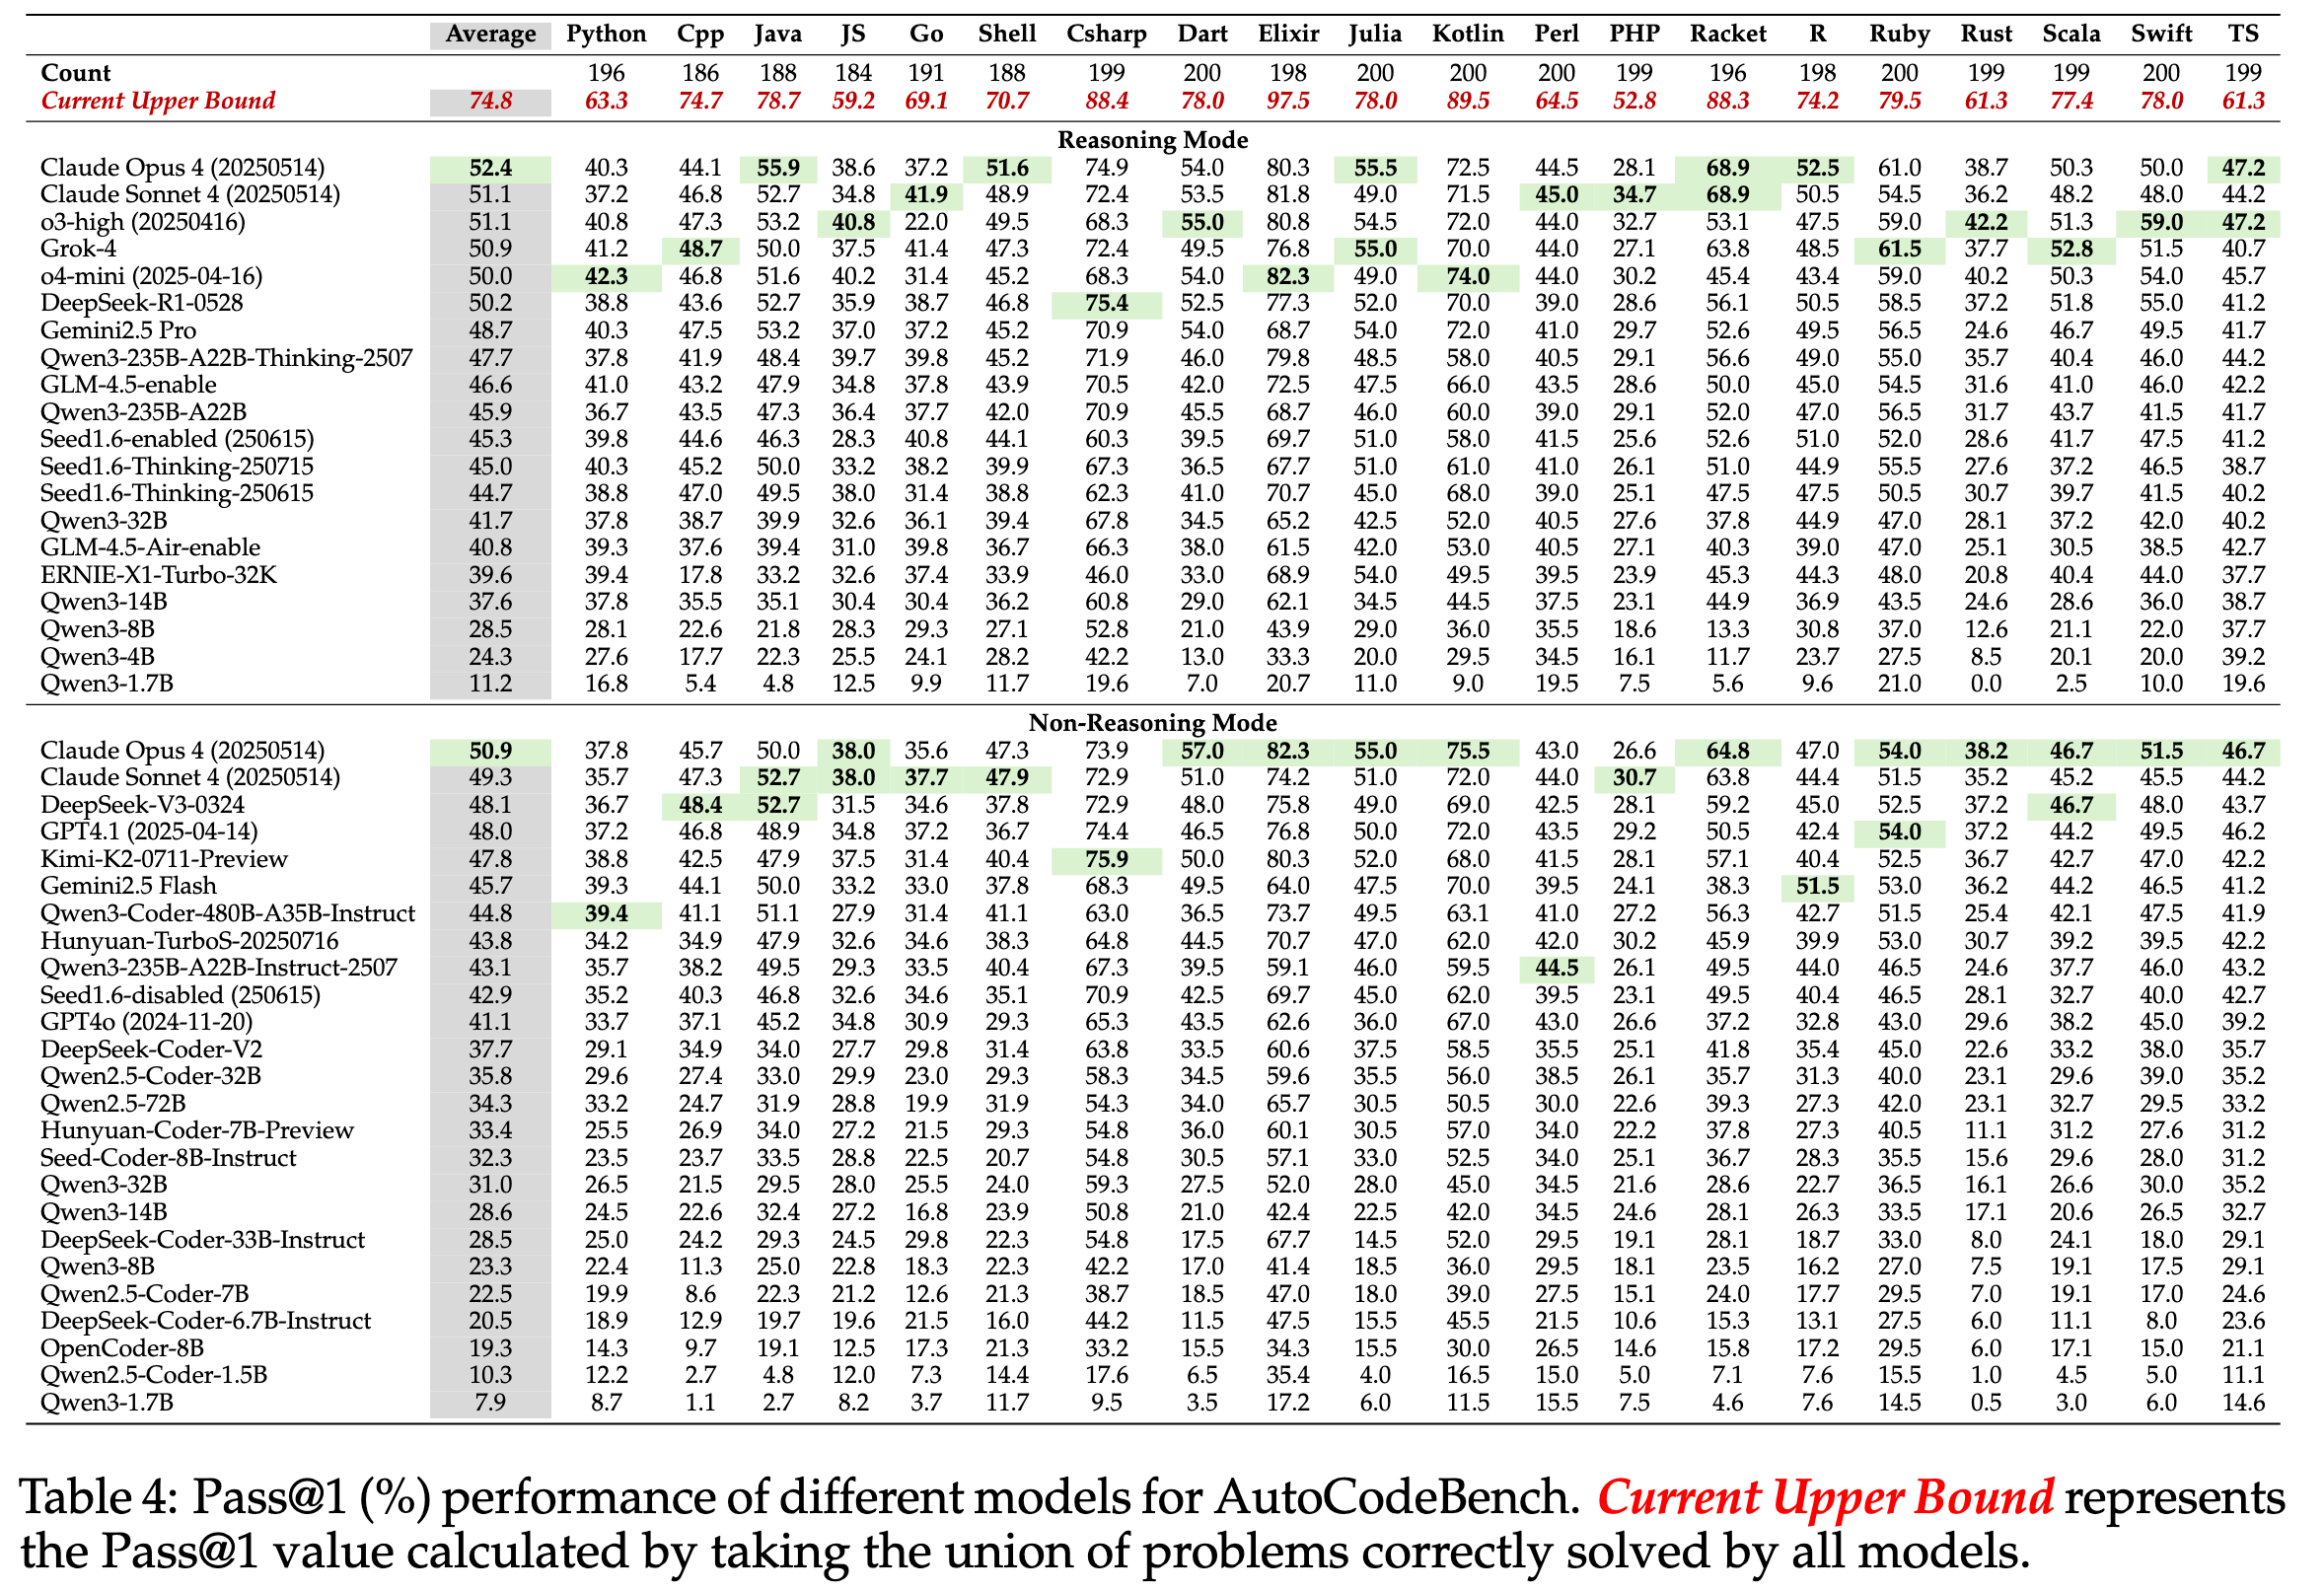 Average Python Cpp Java JS Go Shell Csharp Dart Elixir Julia Kotlin Perl PHP Racket R Ruby Rust Scala Swift TS
Count 196 186 188 184 191 188 199 200 198 200 200 200 199 196 198 200 199 199 200 199
Current Upper Bound 74.8 63.3 74.7 78.7 59.2 69.1 70.7 88.4 78.0 97.5 78.0 89.5 64.5 52.8 88.3 74.2 79.5 61.3 77.4 78.0 61.3
Reasoning Mode
Claude Opus 4 (20250514) 52.4 40.3 44.1 55.9 38.6 37.2 51.6 74.9 54.0 80.3 55.5 72.5 44.5 28.1 68.9 52.5 61.0 38.7 50.3 50.0 47.2
Claude Sonnet 4 (20250514) 51.1 37.2 46.8 52.7 34.8 41.9 48.9 72.4 53.5 81.8 49.0 71.5 45.0 34.7 68.9 50.5 54.5 36.2 48.2 48.0 44.2
o3-high (20250416) 51.1 40.8 47.3 53.2 40.8 22.0 49.5 68.3 55.0 80.8 54.5 72.0 44.0 32.7 53.1 47.5 59.0 42.2 51.3 59.0 47.2
Grok-4 50.9 41.2 48.7 50.0 37.5 41.4 47.3 72.4 49.5 76.8 55.0 70.0 44.0 27.1 63.8 48.5 61.5 37.7 52.8 51.5 40.7
o4-mini (2025-04-16) 50.0 42.3 46.8 51.6 40.2 31.4 45.2 68.3 54.0 82.3 49.0 74.0 44.0 30.2 45.4 43.4 59.0 40.2 50.3 54.0 45.7
DeepSeek-R1-0528 50.2 38.8 43.6 52.7 35.9 38.7 46.8 75.4 52.5 77.3 52.0 70.0 39.0 28.6 56.1 50.5 58.5 37.2 51.8 55.0 41.2
Gemini2.5 Pro 48.7 40.3 47.5 53.2 37.0 37.2 45.2 70.9 54.0 68.7 54.0 72.0 41.0 29.7 52.6 49.5 56.5 24.6 46.7 49.5 41.7
Qwen3-235B-A22B-Thinking-2507 47.7 37.8 41.9 48.4 39.7 39.8 45.2 71.9 46.0 79.8 48.5 58.0 40.5 29.1 56.6 49.0 55.0 35.7 40.4 46.0 44.2
GLM-4.5-enable 46.6 41.0 43.2 47.9 34.8 37.8 43.9 70.5 42.0 72.5 47.5 66.0 43.5 28.6 50.0 45.0 54.5 31.6 41.0 46.0 42.2
Qwen3-235B-A22B 45.9 36.7 43.5 47.3 36.4 37.7 42.0 70.9 45.5 68.7 46.0 60.0 39.0 29.1 52.0 47.0 56.5 31.7 43.7 41.5 41.7
Seed1.6-enabled (250615) 45.3 39.8 44.6 46.3 28.3 40.8 44.1 60.3 39.5 69.7 51.0 58.0 41.5 25.6 52.6 51.0 52.0 28.6 41.7 47.5 41.2
Seed1.6-Thinking-250715 45.0 40.3 45.2 50.0 33.2 38.2 39.9 67.3 36.5 67.7 51.0 61.0 41.0 26.1 51.0 44.9 55.5 27.6 37.2 46.5 38.7
Seed1.6-Thinking-250615 44.7 38.8 47.0 49.5 38.0 31.4 38.8 62.3 41.0 70.7 45.0 68.0 39.0 25.1 47.5 47.5 50.5 30.7 39.7 41.5 40.2
Qwen3-32B 41.7 37.8 38.7 39.9 32.6 36.1 39.4 67.8 34.5 65.2 42.5 52.0 40.5 27.6 37.8 44.9 47.0 28.1 37.2 42.0 40.2
GLM-4.5-Air-enable 40.8 39.3 37.6 39.4 31.0 39.8 36.7 66.3 38.0 61.5 42.0 53.0 40.5 27.1 40.3 39.0 47.0 25.1 30.5 38.5 42.7
ERNIE-X1-Turbo-32K 39.6 39.4 17.8 33.2 32.6 37.4 33.9 46.0 33.0 68.9 54.0 49.5 39.5 23.9 45.3 44.3 48.0 20.8 40.4 44.0 37.7
Qwen3-14B 37.6 37.8 35.5 35.1 30.4 30.4 36.2 60.8 29.0 62.1 34.5 44.5 37.5 23.1 44.9 36.9 43.5 24.6 28.6 36.0 38.7
Qwen3-8B 28.5 28.1 22.6 21.8 28.3 29.3 27.1 52.8 21.0 43.9 29.0 36.0 35.5 18.6 13.3 30.8 37.0 12.6 21.1 22.0 37.7
Qwen3-4B 24.3 27.6 17.7 22.3 25.5 24.1 28.2 42.2 13.0 33.3 20.0 29.5 34.5 16.1 11.7 23.7 27.5 8.5 20.1 20.0 39.2
Qwen3-1.7B 11.2 16.8 5.4 4.8 12.5 9.9 11.7 19.6 7.0 20.7 11.0 9.0 19.5 7.5 5.6 9.6 21.0 0.0 2.5 10.0 19.6
Non-Reasoning Mode
Claude Opus 4 (20250514) 50.9 37.8 45.7 50.0 38.0 35.6 47.3 73.9 57.0 82.3 55.0 75.5 43.0 26.6 64.8 47.0 54.0 38.2 46.7 51.5 46.7
Claude Sonnet 4 (20250514) 49.3 35.7 47.3 52.7 38.0 37.7 47.9 72.9 51.0 74.2 51.0 72.0 44.0 30.7 63.8 44.4 51.5 35.2 45.2 45.5 44.2
DeepSeek-V3-0324 48.1 36.7 48.4 52.7 31.5 34.6 37.8 72.9 48.0 75.8 49.0 69.0 42.5 28.1 59.2 45.0 52.5 37.2 46.7 48.0 43.7
GPT4.1 (2025-04-14) 48.0 37.2 46.8 48.9 34.8 37.2 36.7 74.4 46.5 76.8 50.0 72.0 43.5 29.2 50.5 42.4 54.0 37.2 44.2 49.5 46.2
Kimi-K2-0711-Preview 47.8 38.8 42.5 47.9 37.5 31.4 40.4 75.9 50.0 80.3 52.0 68.0 41.5 28.1 57.1 40.4 52.5 36.7 42.7 47.0 42.2
Gemini2.5 Flash 45.7 39.3 44.1 50.0 33.2 33.0 37.8 68.3 49.5 64.0 47.5 70.0 39.5 24.1 38.3 51.5 53.0 36.2 44.2 46.5 41.2
Qwen3-Coder-480B-A35B-Instruct 44.8 39.4 41.1 51.1 27.9 31.4 41.1 63.0 36.5 73.7 49.5 63.1 41.0 27.2 56.3 42.7 51.5 25.4 42.1 47.5 41.9
Hunyuan-TurboS-20250716 43.8 34.2 34.9 47.9 32.6 34.6 38.3 64.8 44.5 70.7 47.0 62.0 42.0 30.2 45.9 39.9 53.0 30.7 39.2 39.5 42.2
Qwen3-235B-A22B-Instruct-2507 43.1 35.7 38.2 49.5 29.3 33.5 40.4 67.3 39.5 59.1 46.0 59.5 44.5 26.1 49.5 44.0 46.5 24.6 37.7 46.0 43.2
Seed1.6-disabled (250615) 42.9 35.2 40.3 46.8 32.6 34.6 35.1 70.9 42.5 69.7 45.0 62.0 39.5 23.1 49.5 40.4 46.5 28.1 32.7 40.0 42.7
GPT4o (2024-11-20) 41.1 33.7 37.1 45.2 34.8 30.9 29.3 65.3 43.5 62.6 36.0 67.0 43.0 26.6 37.2 32.8 43.0 29.6 38.2 45.0 39.2
DeepSeek-Coder-V2 37.7 29.1 34.9 34.0 27.7 29.8 31.4 63.8 33.5 60.6 37.5 58.5 35.5 25.1 41.8 35.4 45.0 22.6 33.2 38.0 35.7
Qwen2.5-Coder-32B 35.8 29.6 27.4 33.0 29.9 23.0 29.3 58.3 34.5 59.6 35.5 56.0 38.5 26.1 35.7 31.3 40.0 23.1 29.6 39.0 35.2
Qwen2.5-72B 34.3 33.2 24.7 31.9 28.8 19.9 31.9 54.3 34.0 65.7 30.5 50.5 30.0 22.6 39.3 27.3 42.0 23.1 32.7 29.5 33.2
Hunyuan-Coder-7B-Preview 33.4 25.5 26.9 34.0 27.2 21.5 29.3 54.8 36.0 60.1 30.5 57.0 34.0 22.2 37.8 27.3 40.5 11.1 31.2 27.6 31.2
Seed-Coder-8B-Instruct 32.3 23.5 23.7 33.5 28.8 22.5 20.7 54.8 30.5 57.1 33.0 52.5 34.0 25.1 36.7 28.3 35.5 15.6 29.6 28.0 31.2
Qwen3-32B 31.0 26.5 21.5 29.5 28.0 25.5 24.0 59.3 27.5 52.0 28.0 45.0 34.5 21.6 28.6 22.7 36.5 16.1 26.6 30.0 35.2
Qwen3-14B 28.6 24.5 22.6 32.4 27.2 16.8 23.9 50.8 21.0 42.4 22.5 42.0 34.5 24.6 28.1 26.3 33.5 17.1 20.6 26.5 32.7
DeepSeek-Coder-33B-Instruct 28.5 25.0 24.2 29.3 24.5 29.8 22.3 54.8 17.5 67.7 14.5 52.0 29.5 19.1 28.1 18.7 33.0 8.0 24.1 18.0 29.1
Qwen3-8B 23.3 22.4 11.3 25.0 22.8 18.3 22.3 42.2 17.0 41.4 18.5 36.0 29.5 18.1 23.5 16.2 27.0 7.5 19.1 17.5 29.1
Qwen2.5-Coder-7B 22.5 19.9 8.6 22.3 21.2 12.6 21.3 38.7 18.5 47.0 18.0 39.0 27.5 15.1 24.0 17.7 29.5 7.0 19.1 17.0 24.6
DeepSeek-Coder-6.7B-Instruct 20.5 18.9 12.9 19.7 19.6 21.5 16.0 44.2 11.5 47.5 15.5 45.5 21.5 10.6 15.3 13.1 27.5 6.0 11.1 8.0 23.6
OpenCoder-8B 19.3 14.3 9.7 19.1 12.5 17.3 21.3 33.2 15.5 34.3 15.5 30.0 26.5 14.6 15.8 17.2 29.5 6.0 17.1 15.0 21.1
Qwen2.5-Coder-1.5B 10.3 12.2 2.7 4.8 12.0 7.3 14.4 17.6 6.5 35.4 4.0 16.5 15.0 5.0 7.1 7.6 15.5 1.0 4.5 5.0 11.1
Qwen3-1.7B 7.9 8.7 1.1 2.7 8.2 3.7 11.7 9.5 3.5 17.2 6.0 11.5 15.5 7.5 4.6 7.6 14.5 0.5 3.0 6.0 14.6
Table 4: Pass@1 (%) performance of different models for AutoCodeBench. Current Upper Bound represents
the Pass@1 value calculated by taking the union of problems correctly solved by all models.